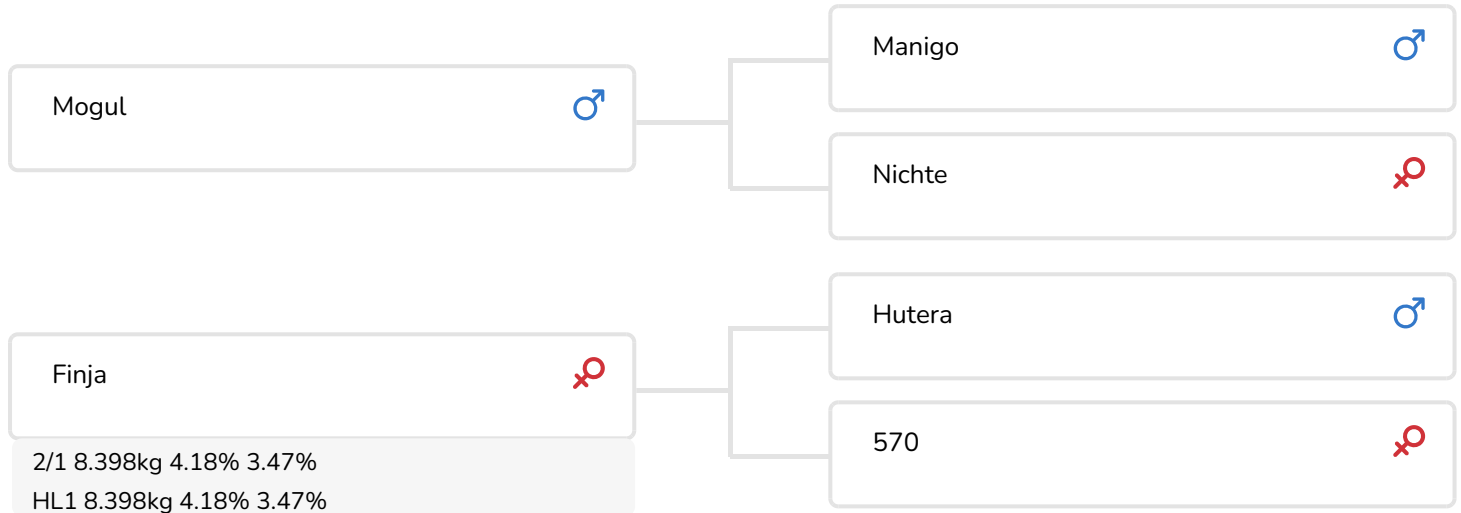 Mogul
Manigo
Nichte
Finja
2/1 8.398kg 4.18% 3.47%
HL1 8.398kg 4.18% 3.47%
Hutera
570